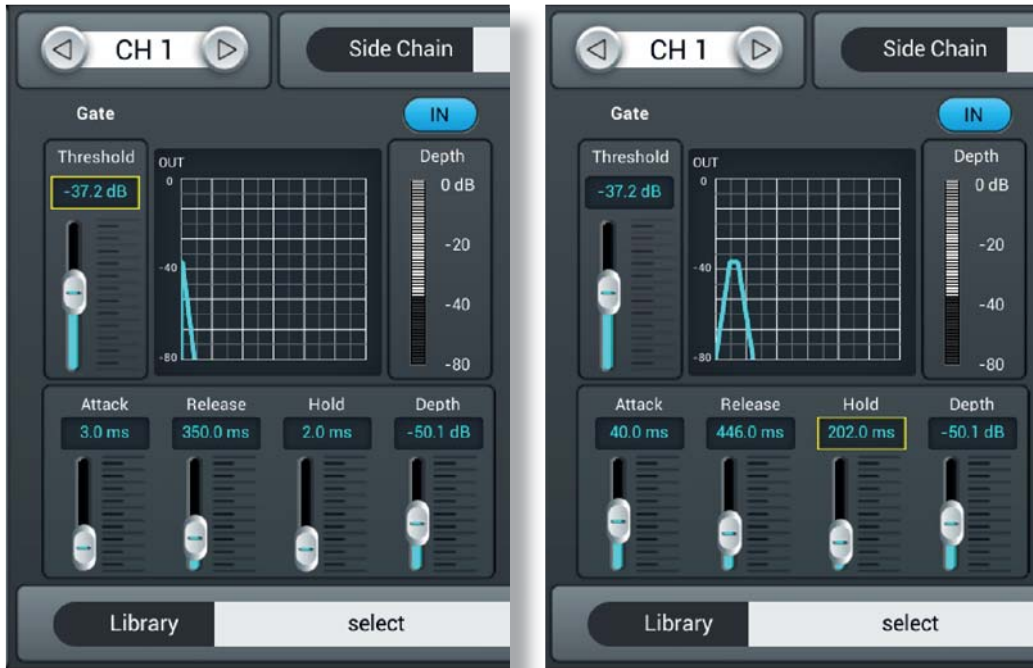 CH 1
Side Chain
Gate
IN
Threshold
-37.2 dB
OUT
0
-40
-80
Depth
0 dB
-20
-40
-80
Attack
Release
Hold
Depth
3.0 ms
350.0 ms
2.0 ms
-50.1 dB
Library
select
CH 1
Side Chain
Gate
IN
Threshold
-37.2 dB
OUT
0
-40
-80
Depth
0 dB
-20
-40
-80
Attack
Release
Hold
Depth
40.0 ms
446.0 ms
202.0 ms
-50.1 dB
Library
select